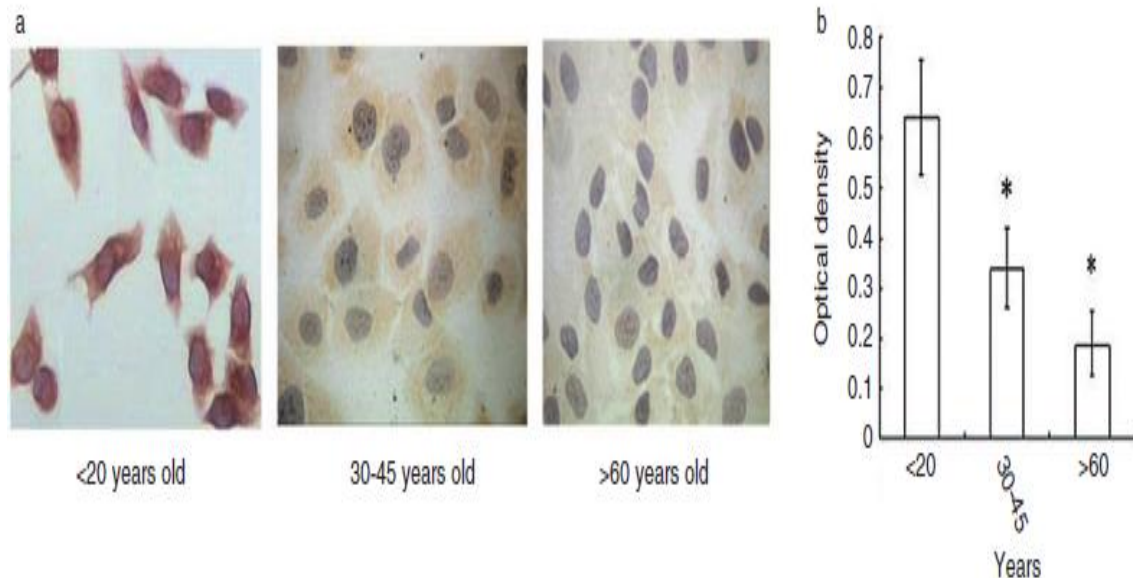 a
<20 years old
30-45 years old
>60 years old
b
Optical density
0.8
0.7
0.6
0.5
0.4
0.3
0.2
0.1
0
*
*
<20
30-45
>60
Years